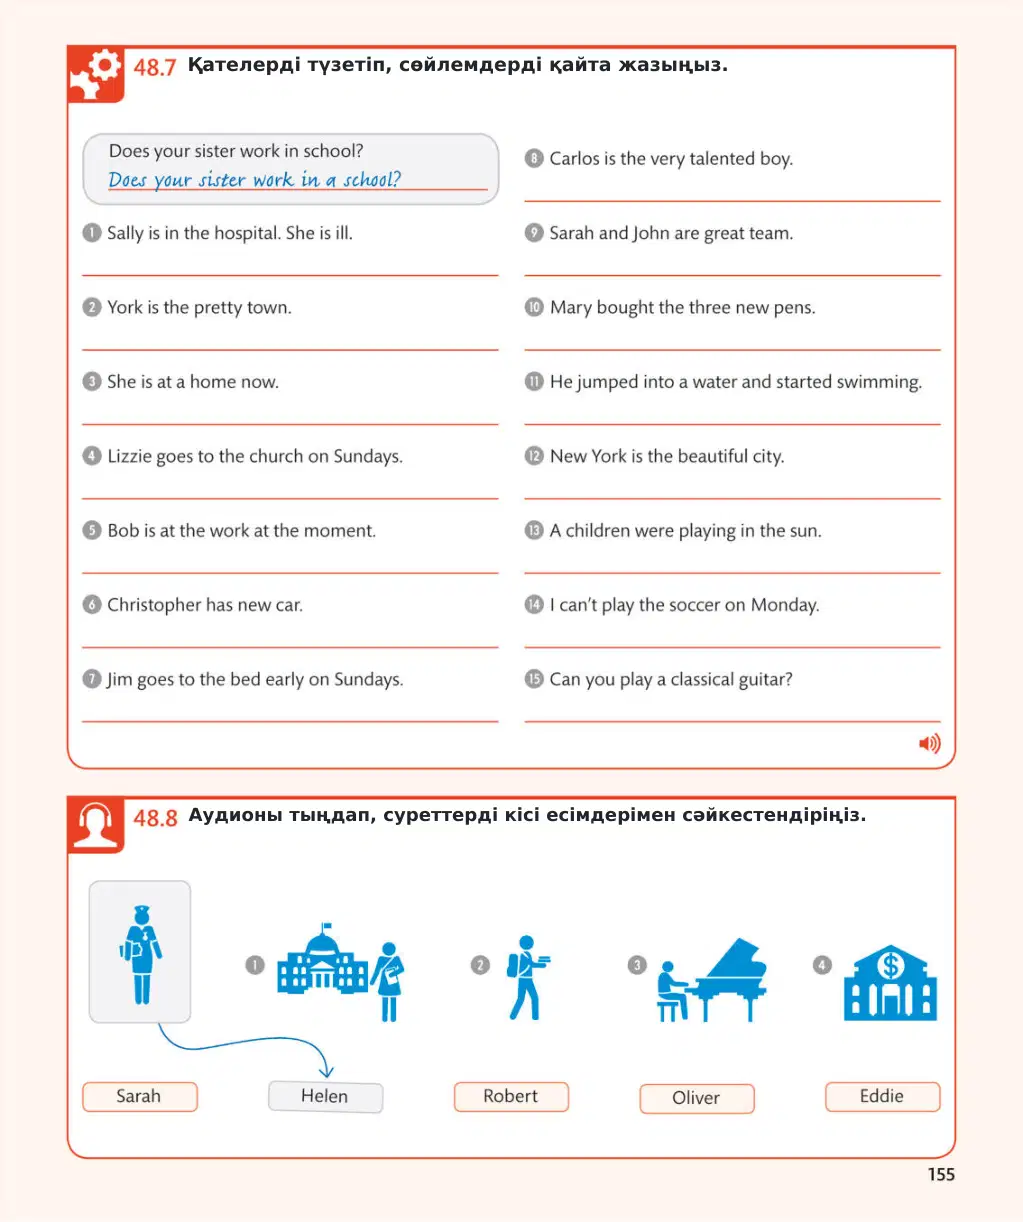 48.7 Қателерді түзетіп, сөйлемдерді қайта жазыңыз.
Does your sister work in school?
Does your sister work in a school?
1 Sally is in the hospital. She is ill.
2 York is the pretty town.
3 She is at a home now.
4 Lizzie goes to the church on Sundays.
5 Bob is at the work at the moment.
6 Christopher has new car.
7 Jim goes to the bed early on Sundays.
8 Carlos is the very talented boy.
9 Sarah and John are great team.
10 Mary bought the three new pens.
11 He jumped into a water and started swimming.
12 New York is the beautiful city.
13 A children were playing in the sun.
14 I can't play the soccer on Monday.
15 Can you play a classical guitar?
48.8 Аудионы тыңдап, суреттерді кісі есімдерімен сәйкестендіріңіз.
1
2
3
4
$
Sarah
Helen
Robert
Oliver
Eddie
155